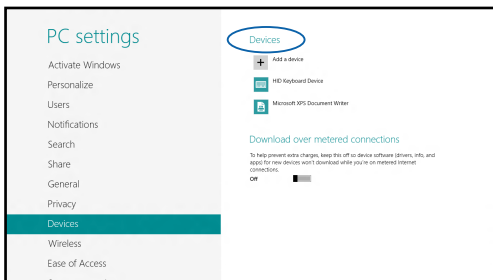 PC settings
Activate Windows
Personalize
Users
Notifications
Search
Share
General
Privacy
Devices
Wireless
Ease of Access
Devices
Add a device
HID Keyboard Device
Microsoft XPS Document Writer
Download over metered connections
To help prevent extra charges, keep this off so device software (drivers, info, and
apps) for new devices won't download while you're on metered Internet
connections.
Off